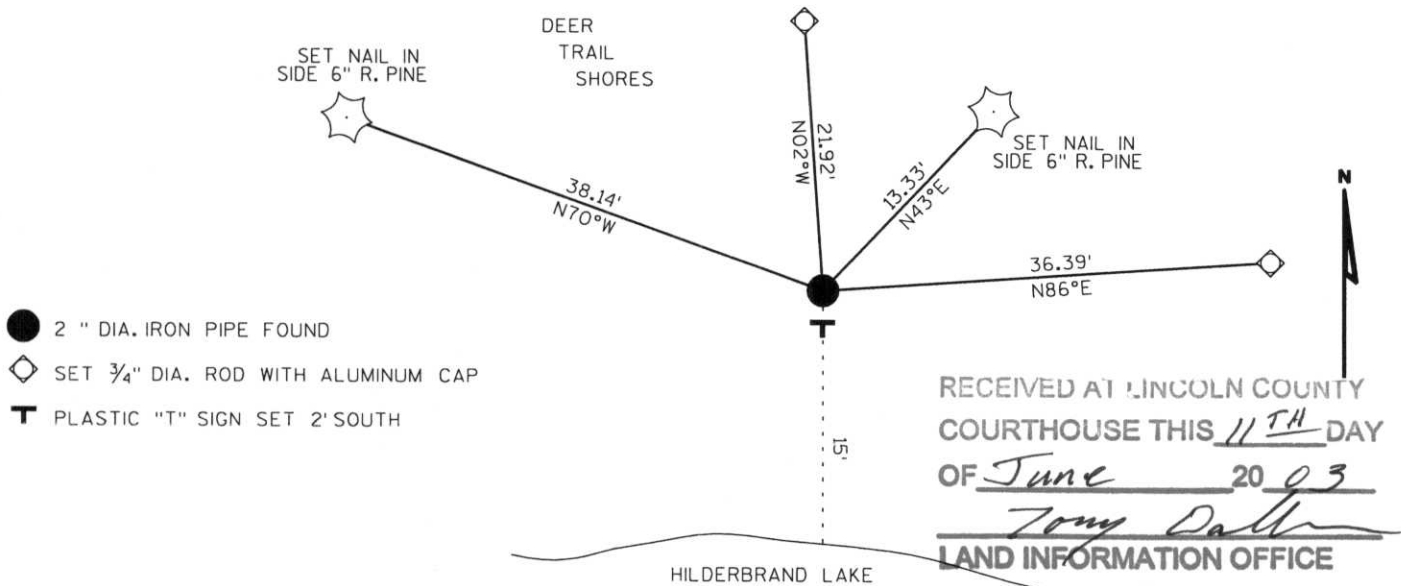 DEER
TRAIL
SHORES
SET NAIL IN
SIDE 6" R. PINE
SET NAIL IN
SIDE 6" R. PINE
38.14'
N70°W
21.92'
N02°W
13.33'
N43°E
36.39'
N86°E
N
2 " DIA. IRON PIPE FOUND
SET ¾" DIA. ROD WITH ALUMINUM CAP
T PLASTIC "T" SIGN SET 2' SOUTH
T
15'
HILDERBRAND LAKE
RECEIVED AT LINCOLN COUNTY
COURTHOUSE THIS 11TH DAY
OF June 20 03
Tony
LAND INFORMATION OFFICE